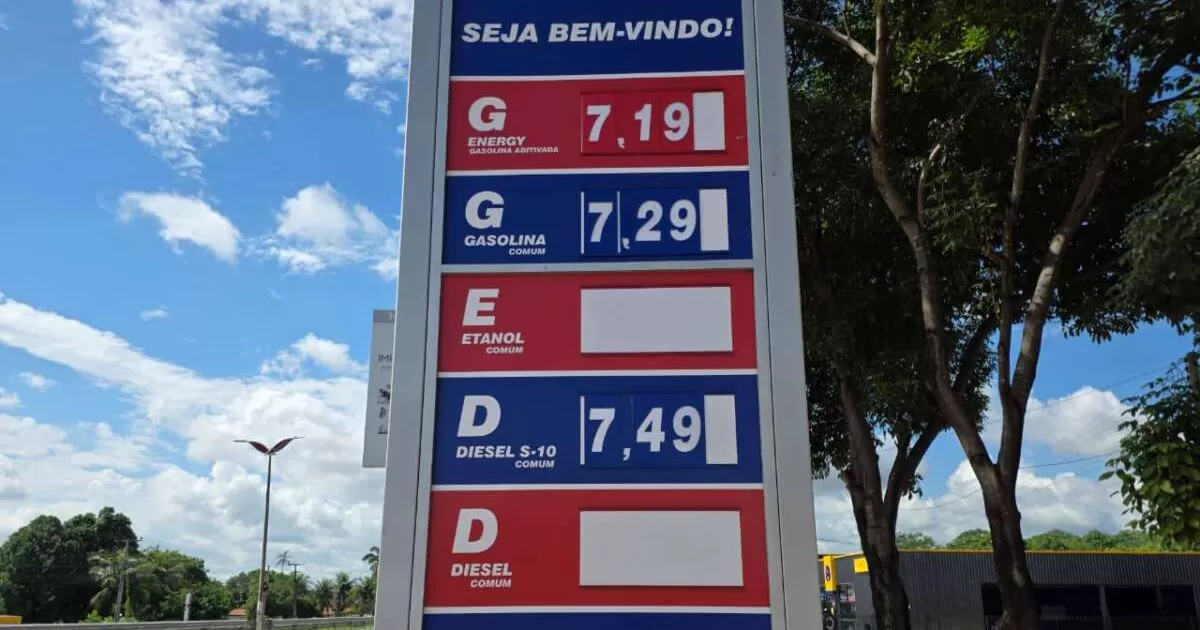 SEJA BEM-VINDO!
G 7,19
ENERGY
GASOLINA ADITIVADA
G 7,29
GASOLINA
COMUM
E
ETANOL
COMUM
D 7,49
DIESEL S-10
COMUM
D
DIESEL
COMUM